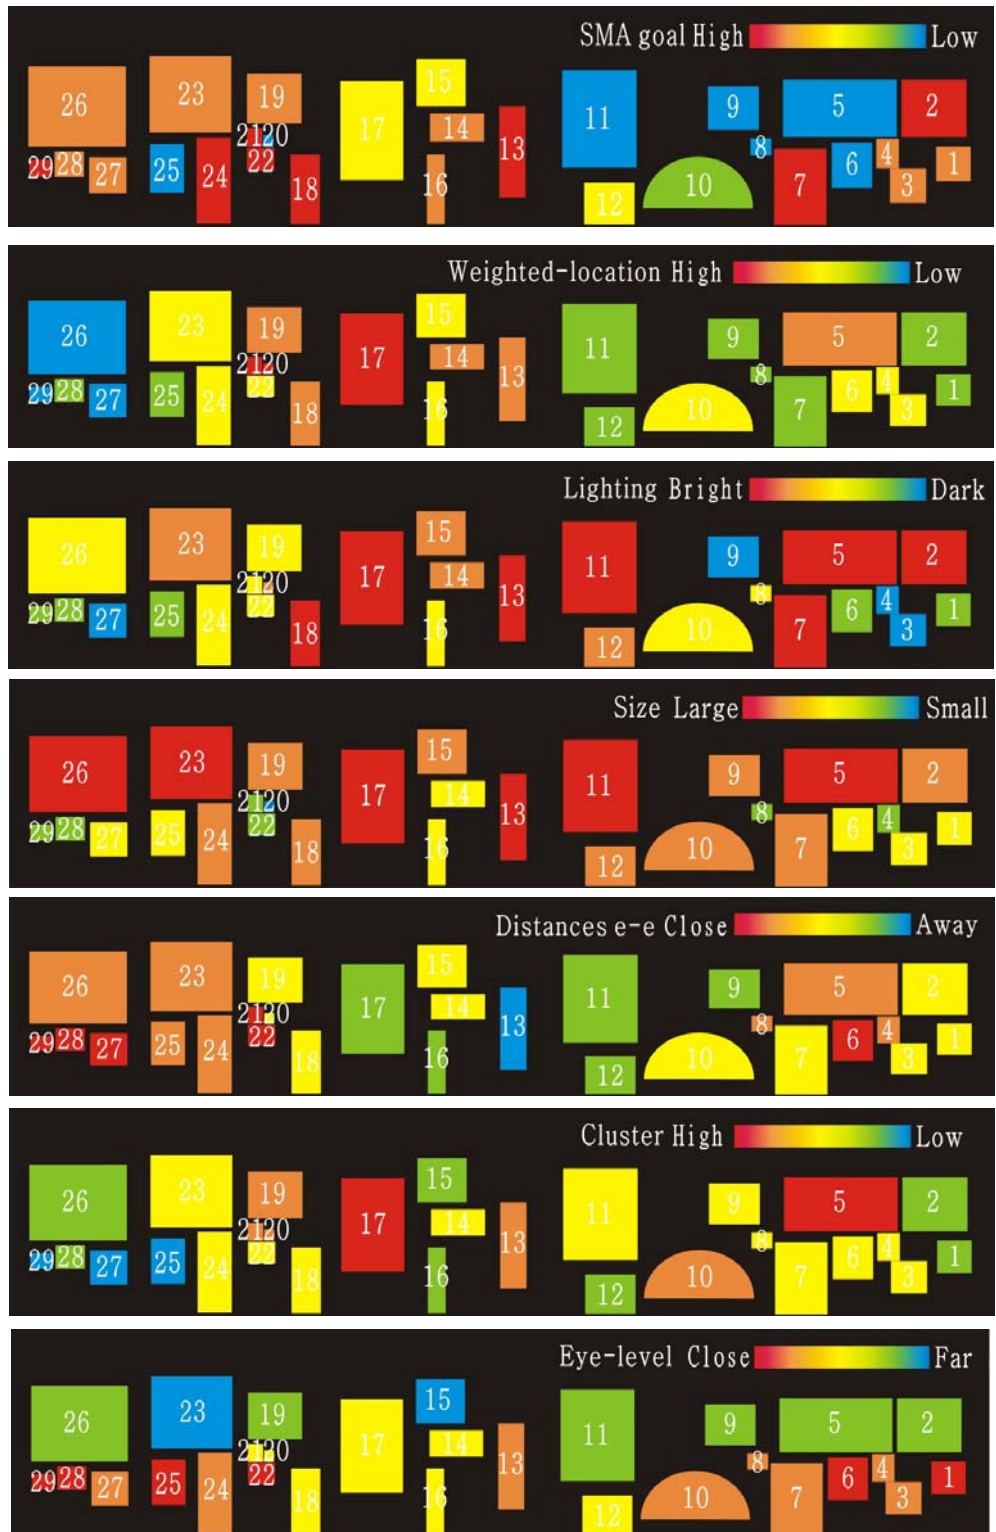 SMA goal High Low
26 23 19 21 20 22 29 28 27 25 24 18 17 15 14 16 13 11 12 10 9 8 5 2 7 6 4 3 1
Weighted-location High Low
26 23 19 21 20 22 29 28 27 25 24 18 17 15 14 16 13 11 12 10 9 8 5 2 7 6 4 3 1
Lighting Bright Dark
26 23 19 21 20 22 29 28 27 25 24 18 17 15 14 16 13 11 12 10 9 8 5 2 7 6 4 3 1
Size Large Small
26 23 19 21 20 22 29 28 27 25 24 18 17 15 14 16 13 11 12 10 9 8 5 2 7 6 4 3 1
Distances e-e Close Away
26 23 19 21 20 22 29 28 27 25 24 18 17 15 14 16 13 11 12 10 9 8 5 2 7 6 4 3 1
Cluster High Low
26 23 19 21 20 22 29 28 27 25 24 18 17 15 14 16 13 11 12 10 9 8 5 2 7 6 4 3 1
Eye-level Close Far
26 23 19 21 20 22 29 28 27 25 24 18 17 15 14 16 13 11 12 10 9 8 5 2 7 6 4 3 1